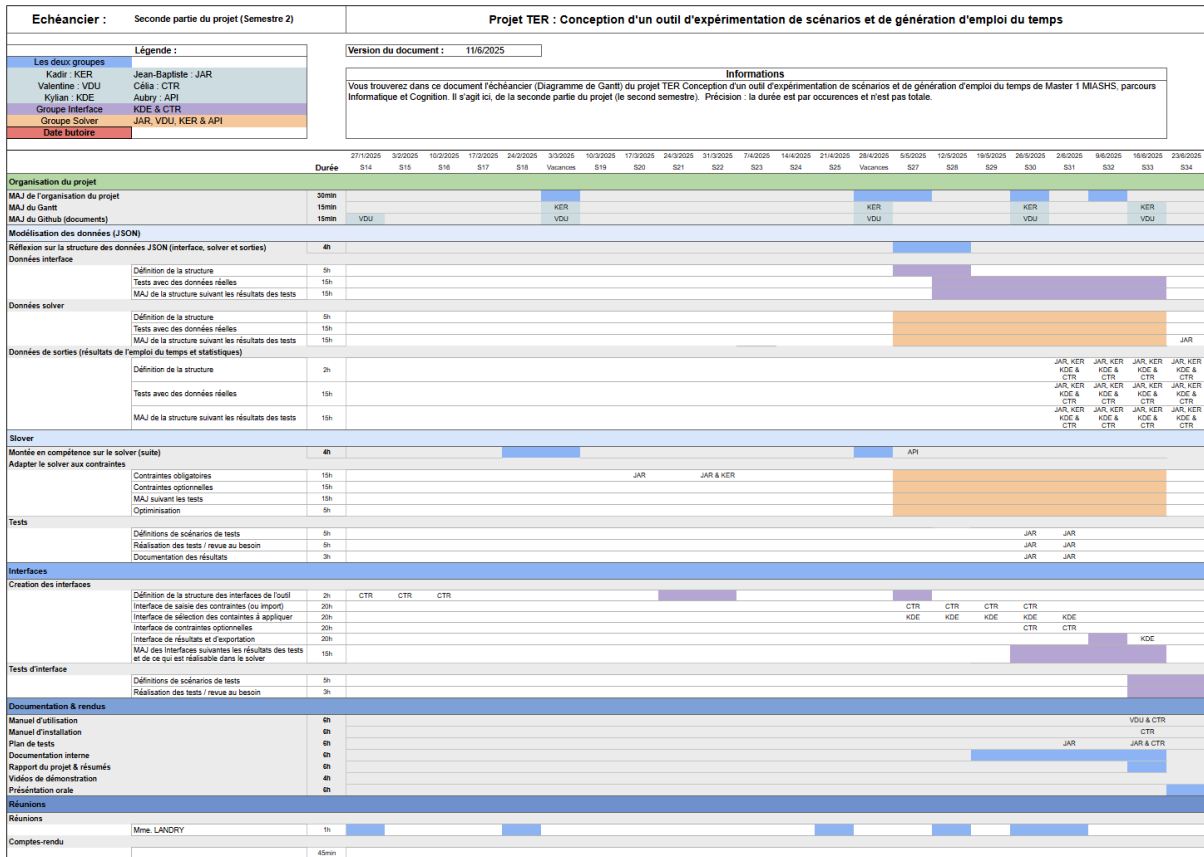 Echéancier : Seconde partie du projet (Semestre 2) Projet TER : Conception d'un outil d'expérimentation de scénarios et de génération d'emploi du temps
Légende : Version du document : 11/6/2025
Les deux groupes
Kadir : KER Jean-Baptiste : JAR
Valentine : VDU Célia : CTR
Kylian : KDE Aubry : API
Groupe Interface KDE & CTR
Groupe Solver JAR, VDU, KER & API
Date butoire
Informations
Vous trouverez dans ce document l'échéancier (Diagramme de Gantt) du projet TER Conception d'un outil d'expérimentation de scénarios et de génération d'emploi du temps de Master 1 MIASHS, parcours
Informatique et Cognition. Il s'agit ici, de la seconde partie du projet (le second semestre). Précision : la durée est par occurences et n'est pas totale.
27/1/2025 3/2/2025 10/2/2025 17/2/2025 24/2/2025 3/3/2025 10/3/2025 17/3/2025 24/3/2025 31/3/2025 7/4/2025 14/4/2025 21/4/2025 28/4/2025 5/5/2025 12/5/2025 19/5/2025 26/5/2025 2/6/2025 9/6/2025 16/6/2025 23/6/2025
Durée S14 S15 S16 S17 S18 Vacances S19 S20 S21 S22 S23 S24 S25 Vacances S27 S28 S29 S30 S31 S32 S33 S34
Organisation du projet
MAJ de l'organisation du projet 30min
MAJ du Gantt 15min KER KER KER KER
MAJ du Github (documents) 15min VDU VDU VDU VDU VDU
Modélisation des données (JSON)
Réflexion sur la structure des données JSON (interface, solver et sorties) 4h
Données interface
Définition de la structure 5h
Tests avec des données réelles 15h
MAJ de la structure suivant les résultats des tests 15h
Données solver
Définition de la structure 5h
Tests avec des données réelles 15h
MAJ de la structure suivant les résultats des tests 15h JAR
Données de sorties (résultats de l'emploi du temps et statistiques)
Définition de la structure 2h JAR, KER KDE & CTR JAR, KER KDE & CTR JAR, KER KDE & CTR JAR, KER KDE & CTR
Tests avec des données réelles 15h JAR, KER KDE & CTR JAR, KER KDE & CTR JAR, KER KDE & CTR JAR, KER KDE & CTR
MAJ de la structure suivant les résultats des tests 15h JAR, KER KDE & CTR JAR, KER KDE & CTR JAR, KER KDE & CTR JAR, KER KDE & CTR
Slover
Montée en compétence sur le solver (suite) 4h API
Adapter le solver aux contraintes
Contraintes obligatoires 15h JAR JAR & KER
Contraintes optionnelles 15h
MAJ suivant les tests 15h
Optiminisation 5h
Tests
Définitions de scénarios de tests 5h JAR JAR
Réalisation des tests / revue au besoin 5h JAR JAR
Documentation des résultats 3h JAR JAR
Interfaces
Creation des interfaces
Définition de la structure des interfaces de l'outil 2h CTR CTR CTR
Interface de saisie des contraintes (ou import) 20h CTR CTR CTR CTR
Interface de sélection des containtes à appliquer 20h KDE KDE KDE KDE KDE
Interface de contraintes optionnelles 20h CTR CTR
Interface de résultats et d'exportation 20h KDE
MAJ des Interfaces suivantes les résultats des tests
et de ce qui est réalisable dans le solver 15h
Tests d'interface
Définitions de scénarios de tests 5h
Réalisation des tests / revue au besoin 3h
Documentation & rendus
Manuel d'utilisation 6h VDU & CTR
Manuel d'installation 6h CTR
Plan de tests 6h JAR JAR & CTR
Documentation interne 6h
Rapport du projet & résumés 6h
Vidéos de démonstration 4h
Préséntation orale 6h
Réunions
Réunions
Mme. LANDRY 1h
Comptes-rendu
45min